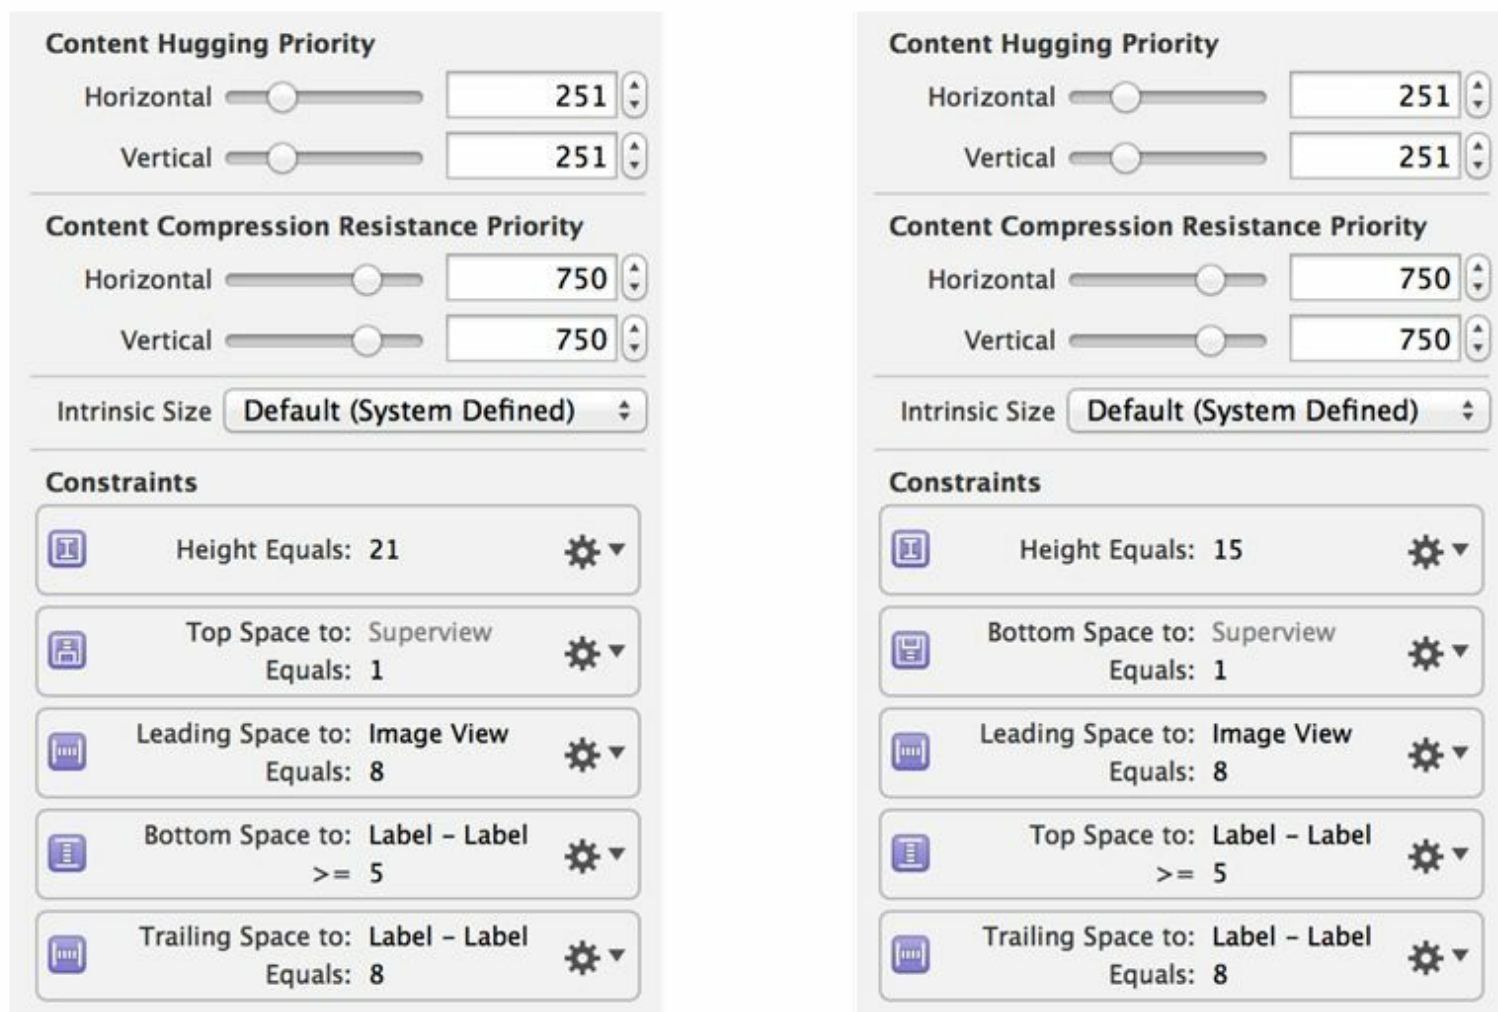 Content Hugging Priority
Horizontal 251
Vertical 251
Content Compression Resistance Priority
Horizontal 750
Vertical 750
Intrinsic Size Default (System Defined)
Constraints
Height Equals: 21
Top Space to: Superview
Equals: 1
Leading Space to: Image View
Equals: 8
Bottom Space to: Label – Label
>= 5
Trailing Space to: Label – Label
Equals: 8
Content Hugging Priority
Horizontal 251
Vertical 251
Content Compression Resistance Priority
Horizontal 750
Vertical 750
Intrinsic Size Default (System Defined)
Constraints
Height Equals: 15
Bottom Space to: Superview
Equals: 1
Leading Space to: Image View
Equals: 8
Top Space to: Label – Label
>= 5
Trailing Space to: Label – Label
Equals: 8